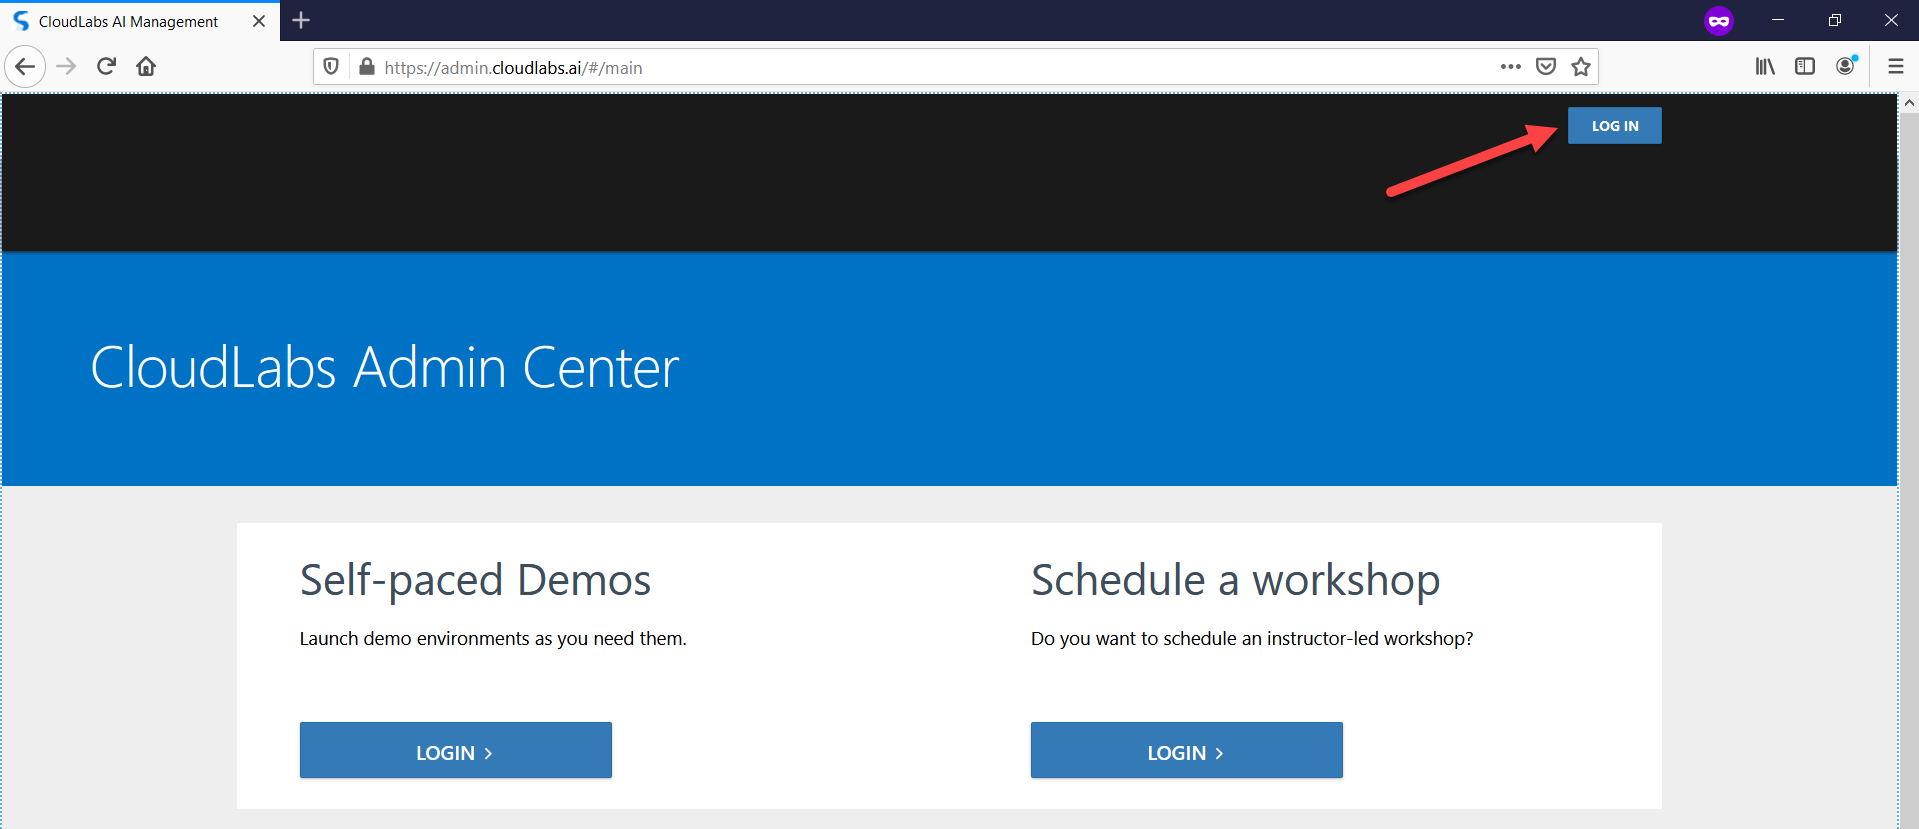 CloudLabs AI Management
https://admin.cloudlabs.ai/#/main
LOG IN
CloudLabs Admin Center
Self-paced Demos
Launch demo environments as you need them.
LOGIN >
Schedule a workshop
Do you want to schedule an instructor-led workshop?
LOGIN >